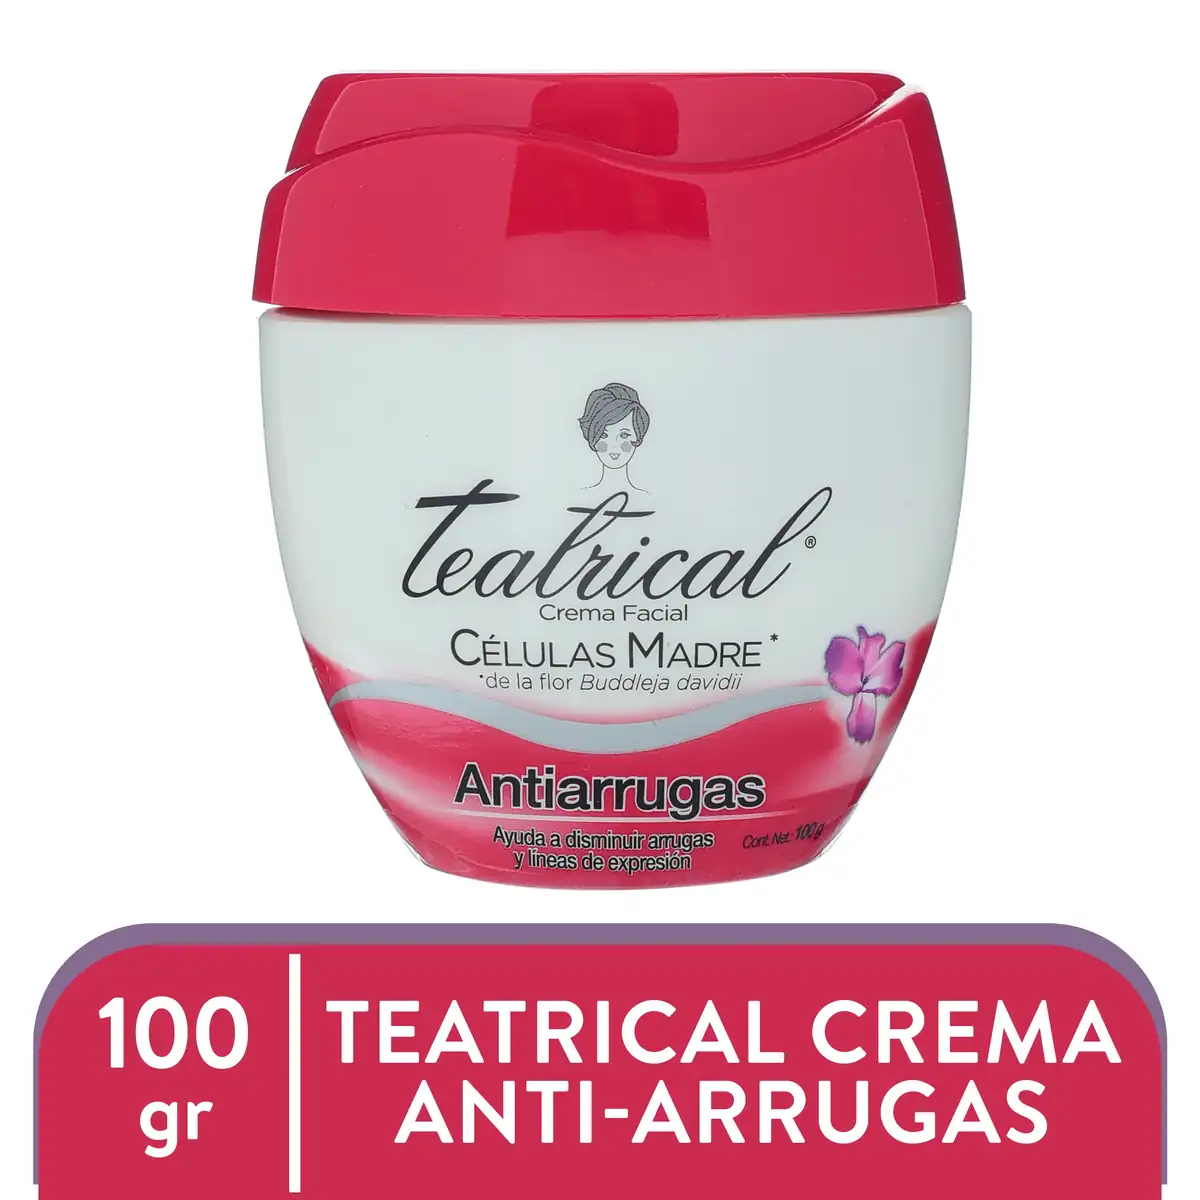 Teatrical®
Crema Facial
CÉLULAS MADRE*
*de la flor Buddleja davidii
Antiarrugas
Ayuda a disminuir arrugas
y líneas de expresión
Cont. Net.: 100 g
100
gr
TEATRICAL CREMA
ANTI-ARRUGAS